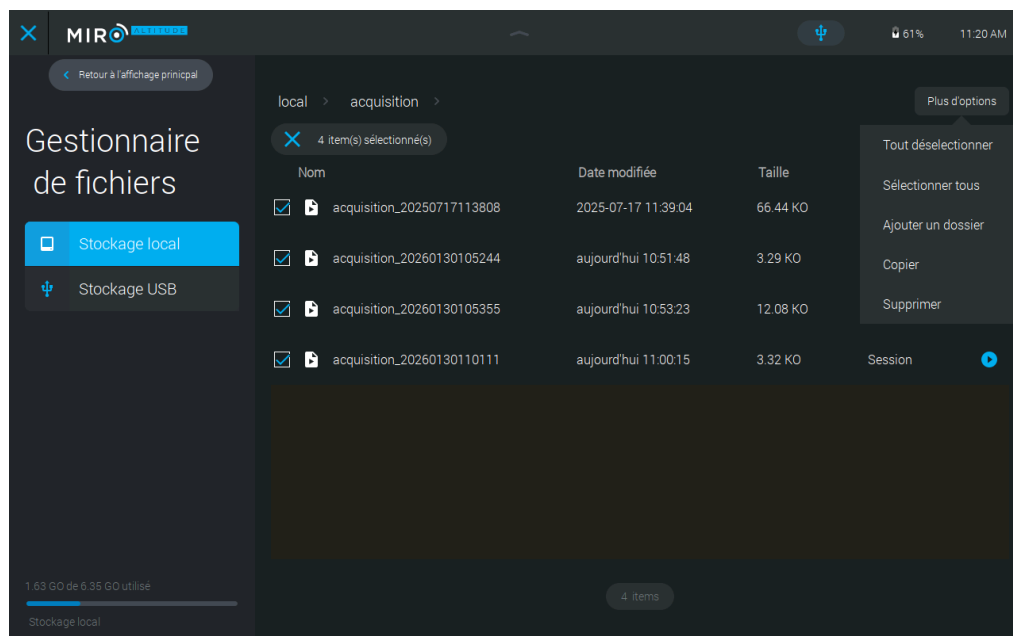 MIRO ALTITUDE
61%
11:20 AM
Retour à l'affichage prinicpal
Gestionnaire
de fichiers
Stockage local
Stockage USB
1.63 GO de 6.35 GO utilisé
Stockage local
local > acquisition >
Plus d'options
4 item(s) sélectionné(s)
Nom Date modifiée Taille
acquisition_20250717113808 2025-07-17 11:39:04 66.44 KO
acquisition_20260130105244 aujourd'hui 10:51:48 3.29 KO
acquisition_20260130105355 aujourd'hui 10:53:23 12.08 KO
acquisition_20260130110111 aujourd'hui 11:00:15 3.32 KO Session
Tout déselectionner
Sélectionner tous
Ajouter un dossier
Copier
Supprimer
4 items